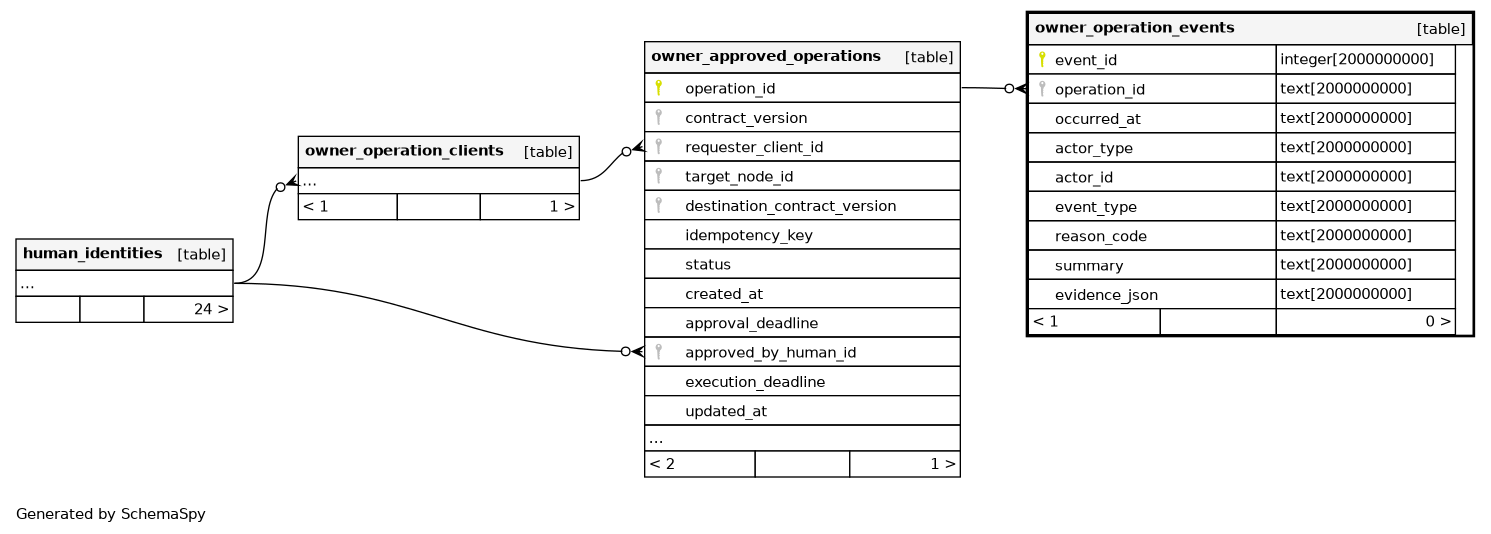 human_identities [table]
...
24 >
owner_operation_clients [table]
...
< 1 1 >
owner_approved_operations [table]
operation_id
contract_version
requester_client_id
target_node_id
destination_contract_version
idempotency_key
status
created_at
approval_deadline
approved_by_human_id
execution_deadline
updated_at
...
< 2 1 >
owner_operation_events [table]
event_id integer[2000000000]
operation_id text[2000000000]
occurred_at text[2000000000]
actor_type text[2000000000]
actor_id text[2000000000]
event_type text[2000000000]
reason_code text[2000000000]
summary text[2000000000]
evidence_json text[2000000000]
< 1 0 >
Generated by SchemaSpy